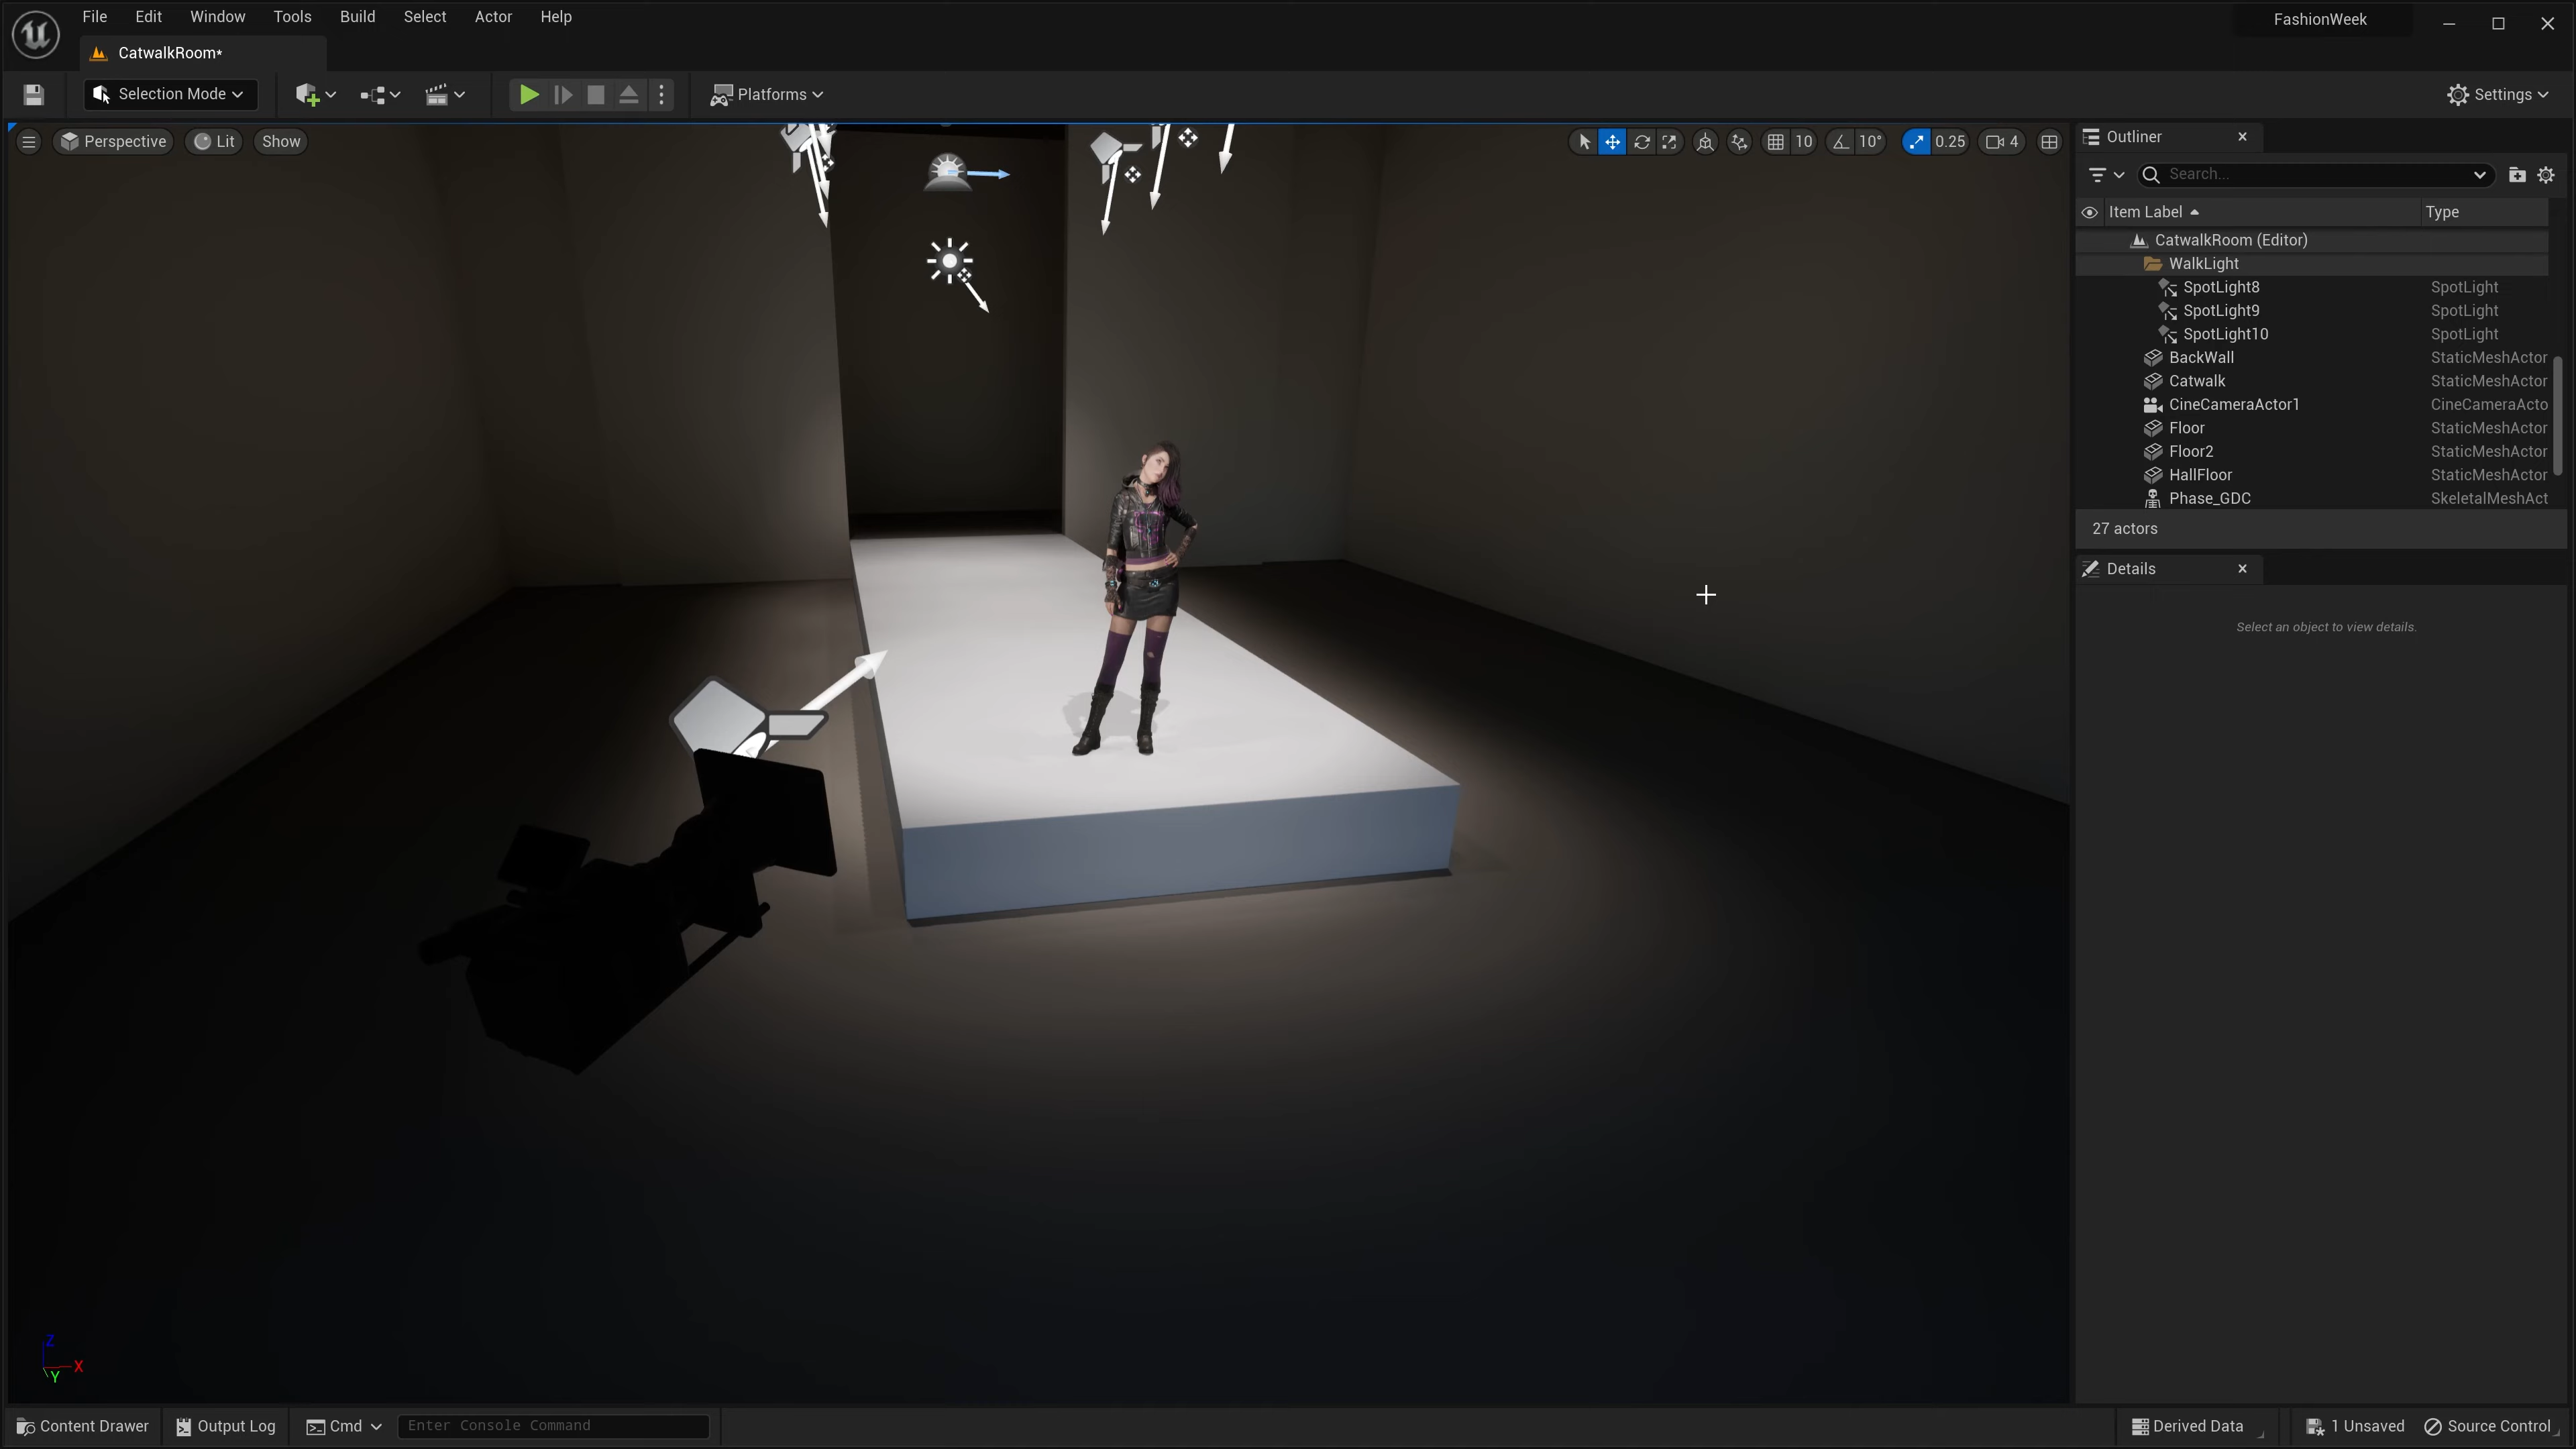 File Edit Window Tools Build Select Actor Help
FashionWeek
CatwalkRoom*
Selection Mode
Platforms
Settings
Perspective Lit Show
10 10° 0.25 4
Outliner
Search...
Item Label Type
CatwalkRoom (Editor)
WalkLight
SpotLight8 SpotLight
SpotLight9 SpotLight
SpotLight10 SpotLight
BackWall StaticMeshActor
Catwalk StaticMeshActor
CineCameraActor1 CineCameraActo
Floor StaticMeshActor
Floor2 StaticMeshActor
HallFloor StaticMeshActor
Phase_GDC SkeletalMeshAct
27 actors
Details
Select an object to view details.
Z
X
Y
Content Drawer Output Log Cmd Enter Console Command Derived Data 1 Unsaved Source Control